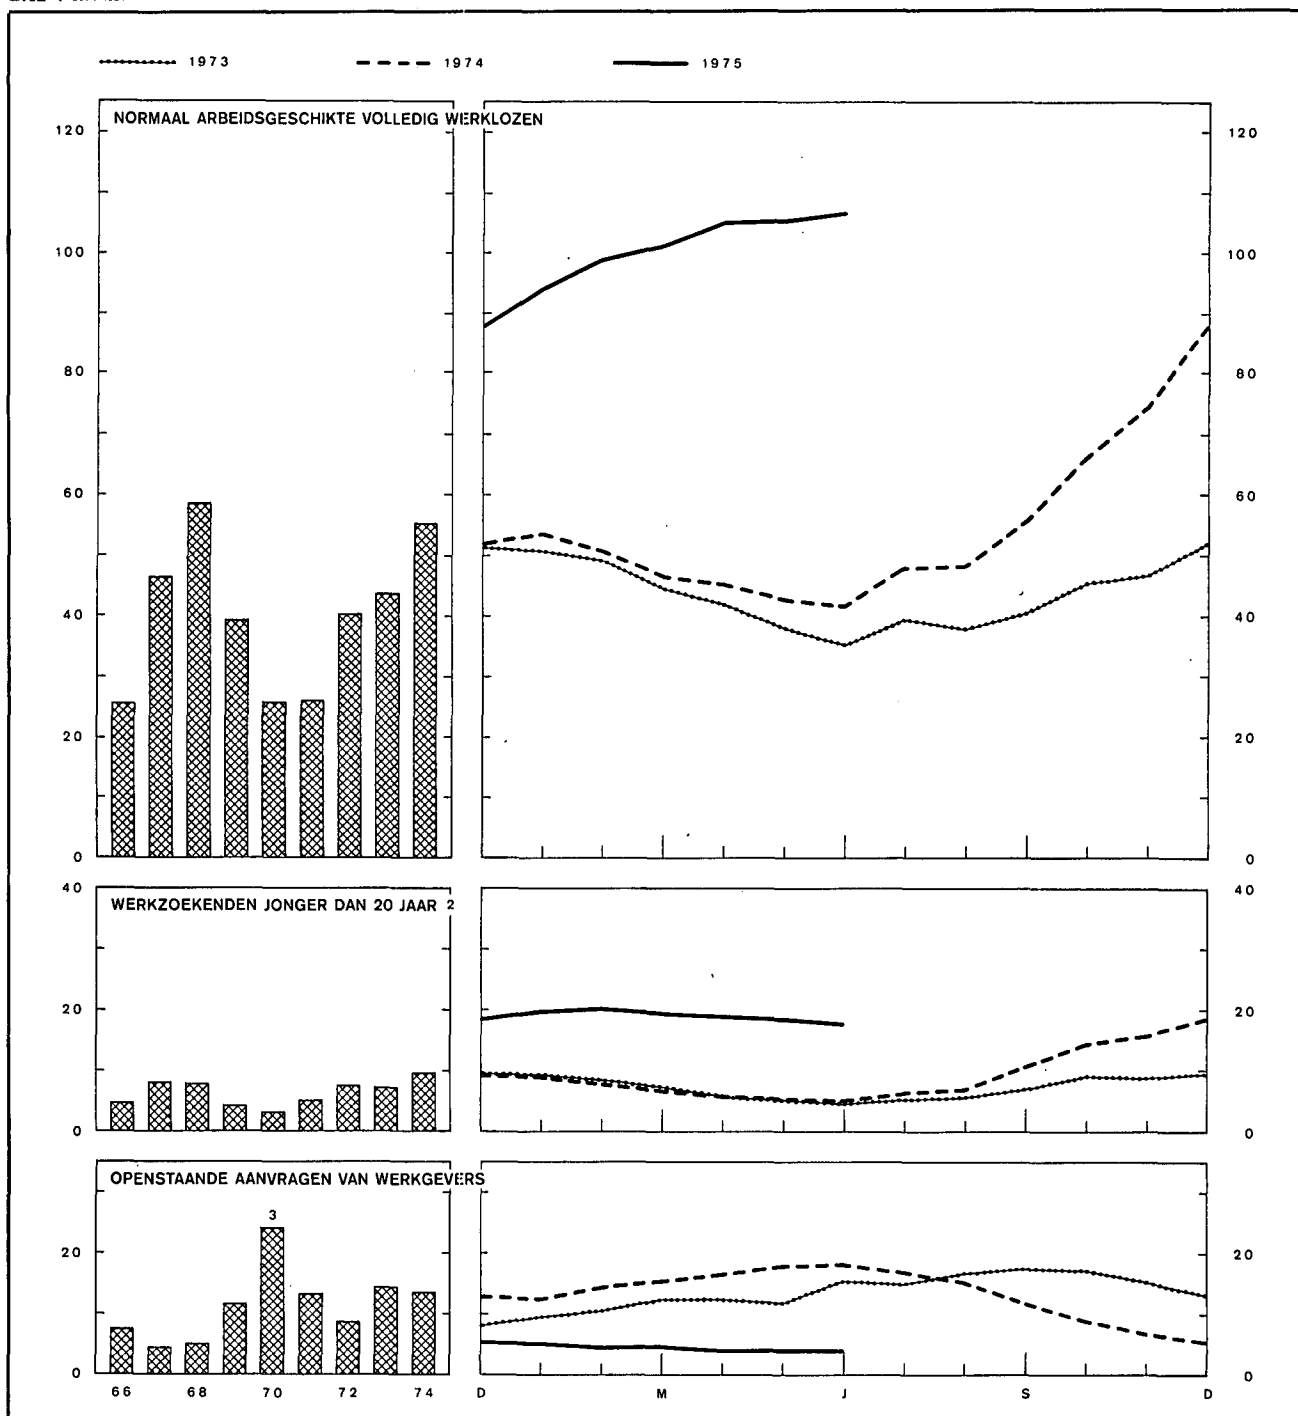 1973 1974 1975
NORMAAL ARBEIDSGESCHIKTE VOLLEDIG WERKLOZEN
120 120
100 100
80 80
60 60
40 40
20 20
0 0
40 40
WERKZOEKENDEN JONGER DAN 20 JAAR 2
20 20
0 0
OPENSTAANDE AANVRAGEN VAN WERKGEVERS
3
20 20
0 0
66 68 70 72 74 D M J S D